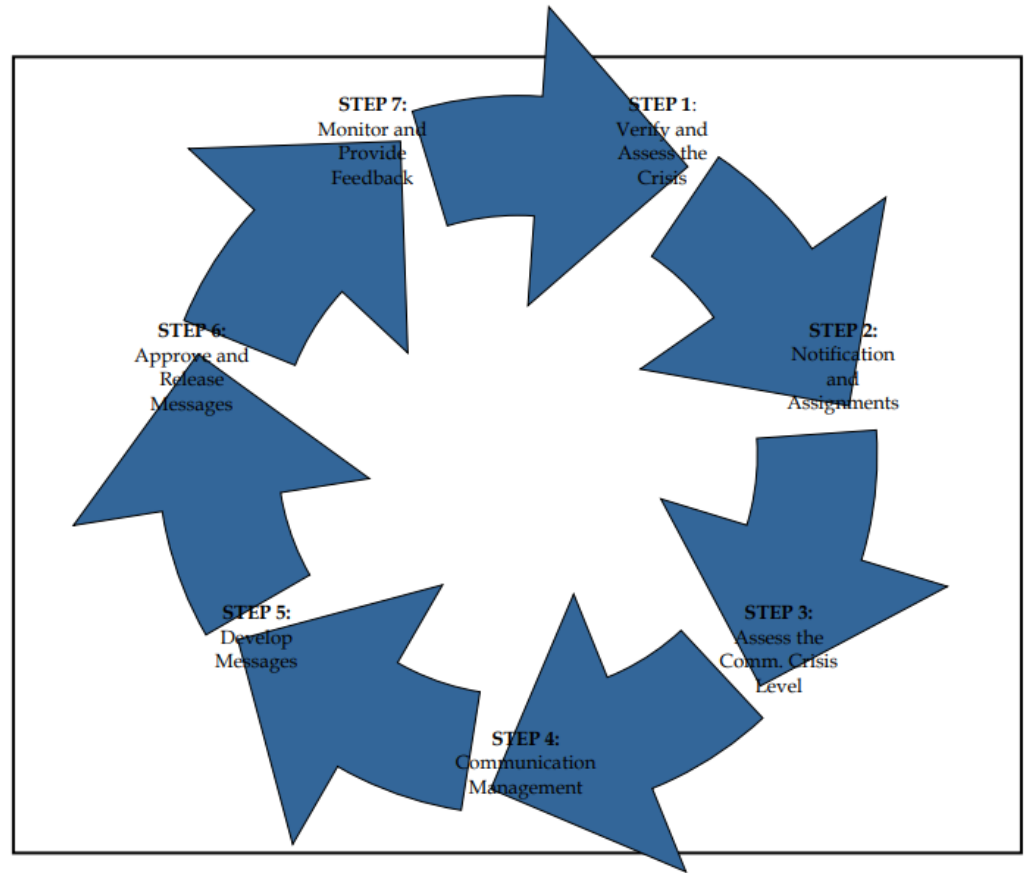 STEP 1:
Verify and
Assess the
Crisis
STEP 2:
Notification
and
Assignments
STEP 3:
Assess the
Comm. Crisis
Level
STEP 4:
Communication
Management
STEP 5:
Develop
Messages
STEP 6:
Approve and
Release
Messages
STEP 7:
Monitor and
Provide
Feedback